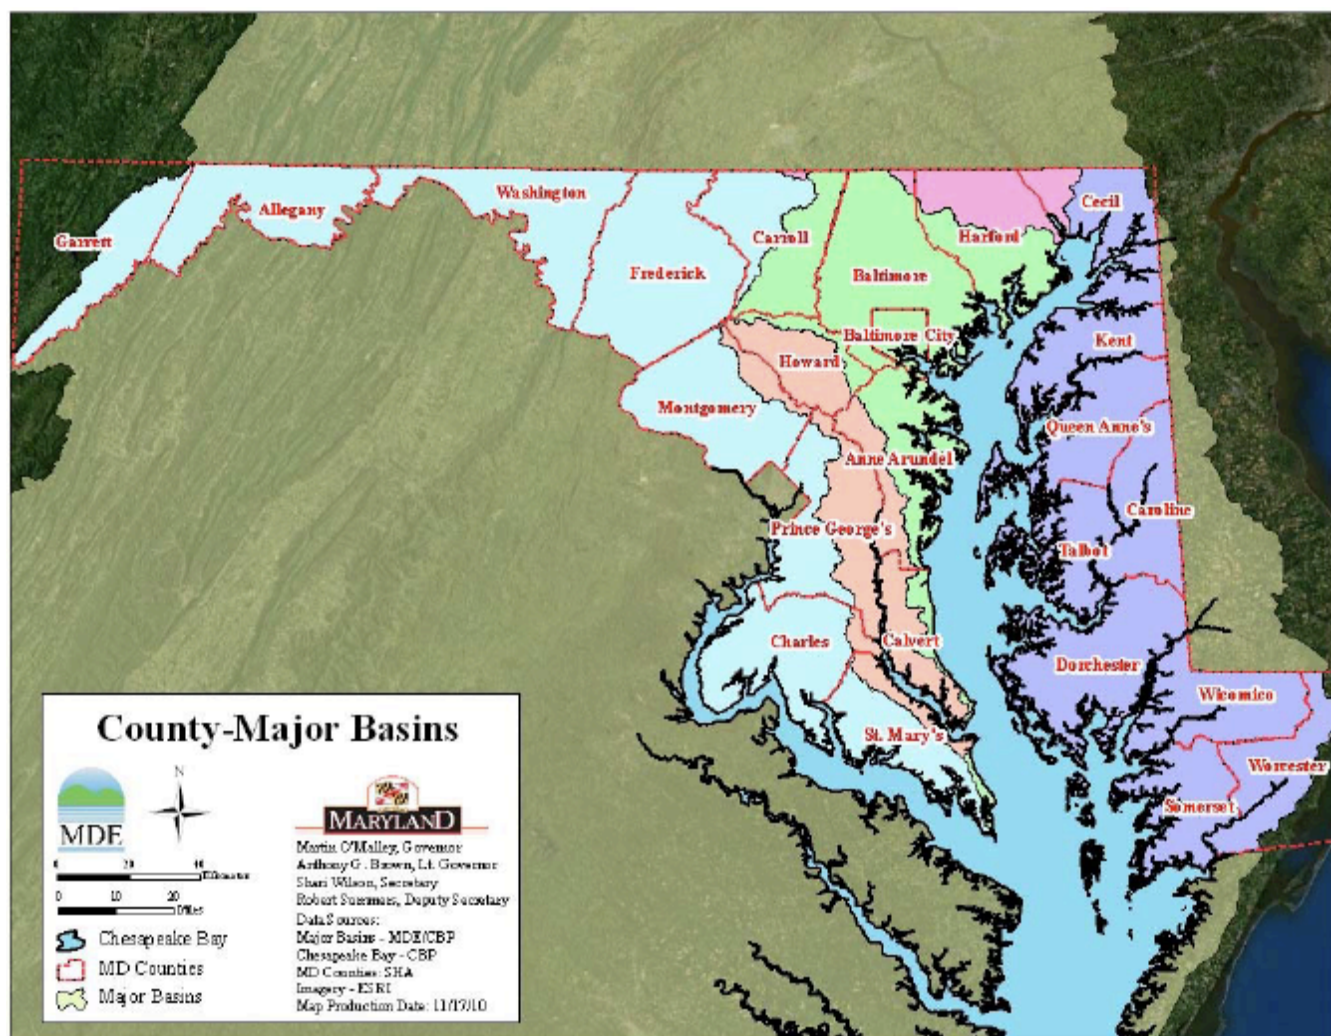 Washington
Cecil
Allegany
Garrett
Carroll
Harford
Frederick
Baltimore
Baltimore City
Kent
Howard
Montgomery
Queen Anne's
Anne Arundel
Caroline
Prince George's
Talbot
Charles
Calvert
Dorchester
Wicomico
St. Mary's
Worcester
Somerset
County-Major Basins
N
MDE
MARYLAND
0 20 40
Kilometers
0 10 20
Miles
Chesapeake Bay
MD Counties
Major Basins
Martin O'Malley, Governor
Anthony G. Brown, Lt. Governor
Shari Wilson, Secretary
Robert Summers, Deputy Secretary
Data Sources:
Major Basins - MDE/CBP
Chesapeake Bay - CBP
MD Counties: SHA
Imagery - ESRI
Map Production Date: 11/17/10